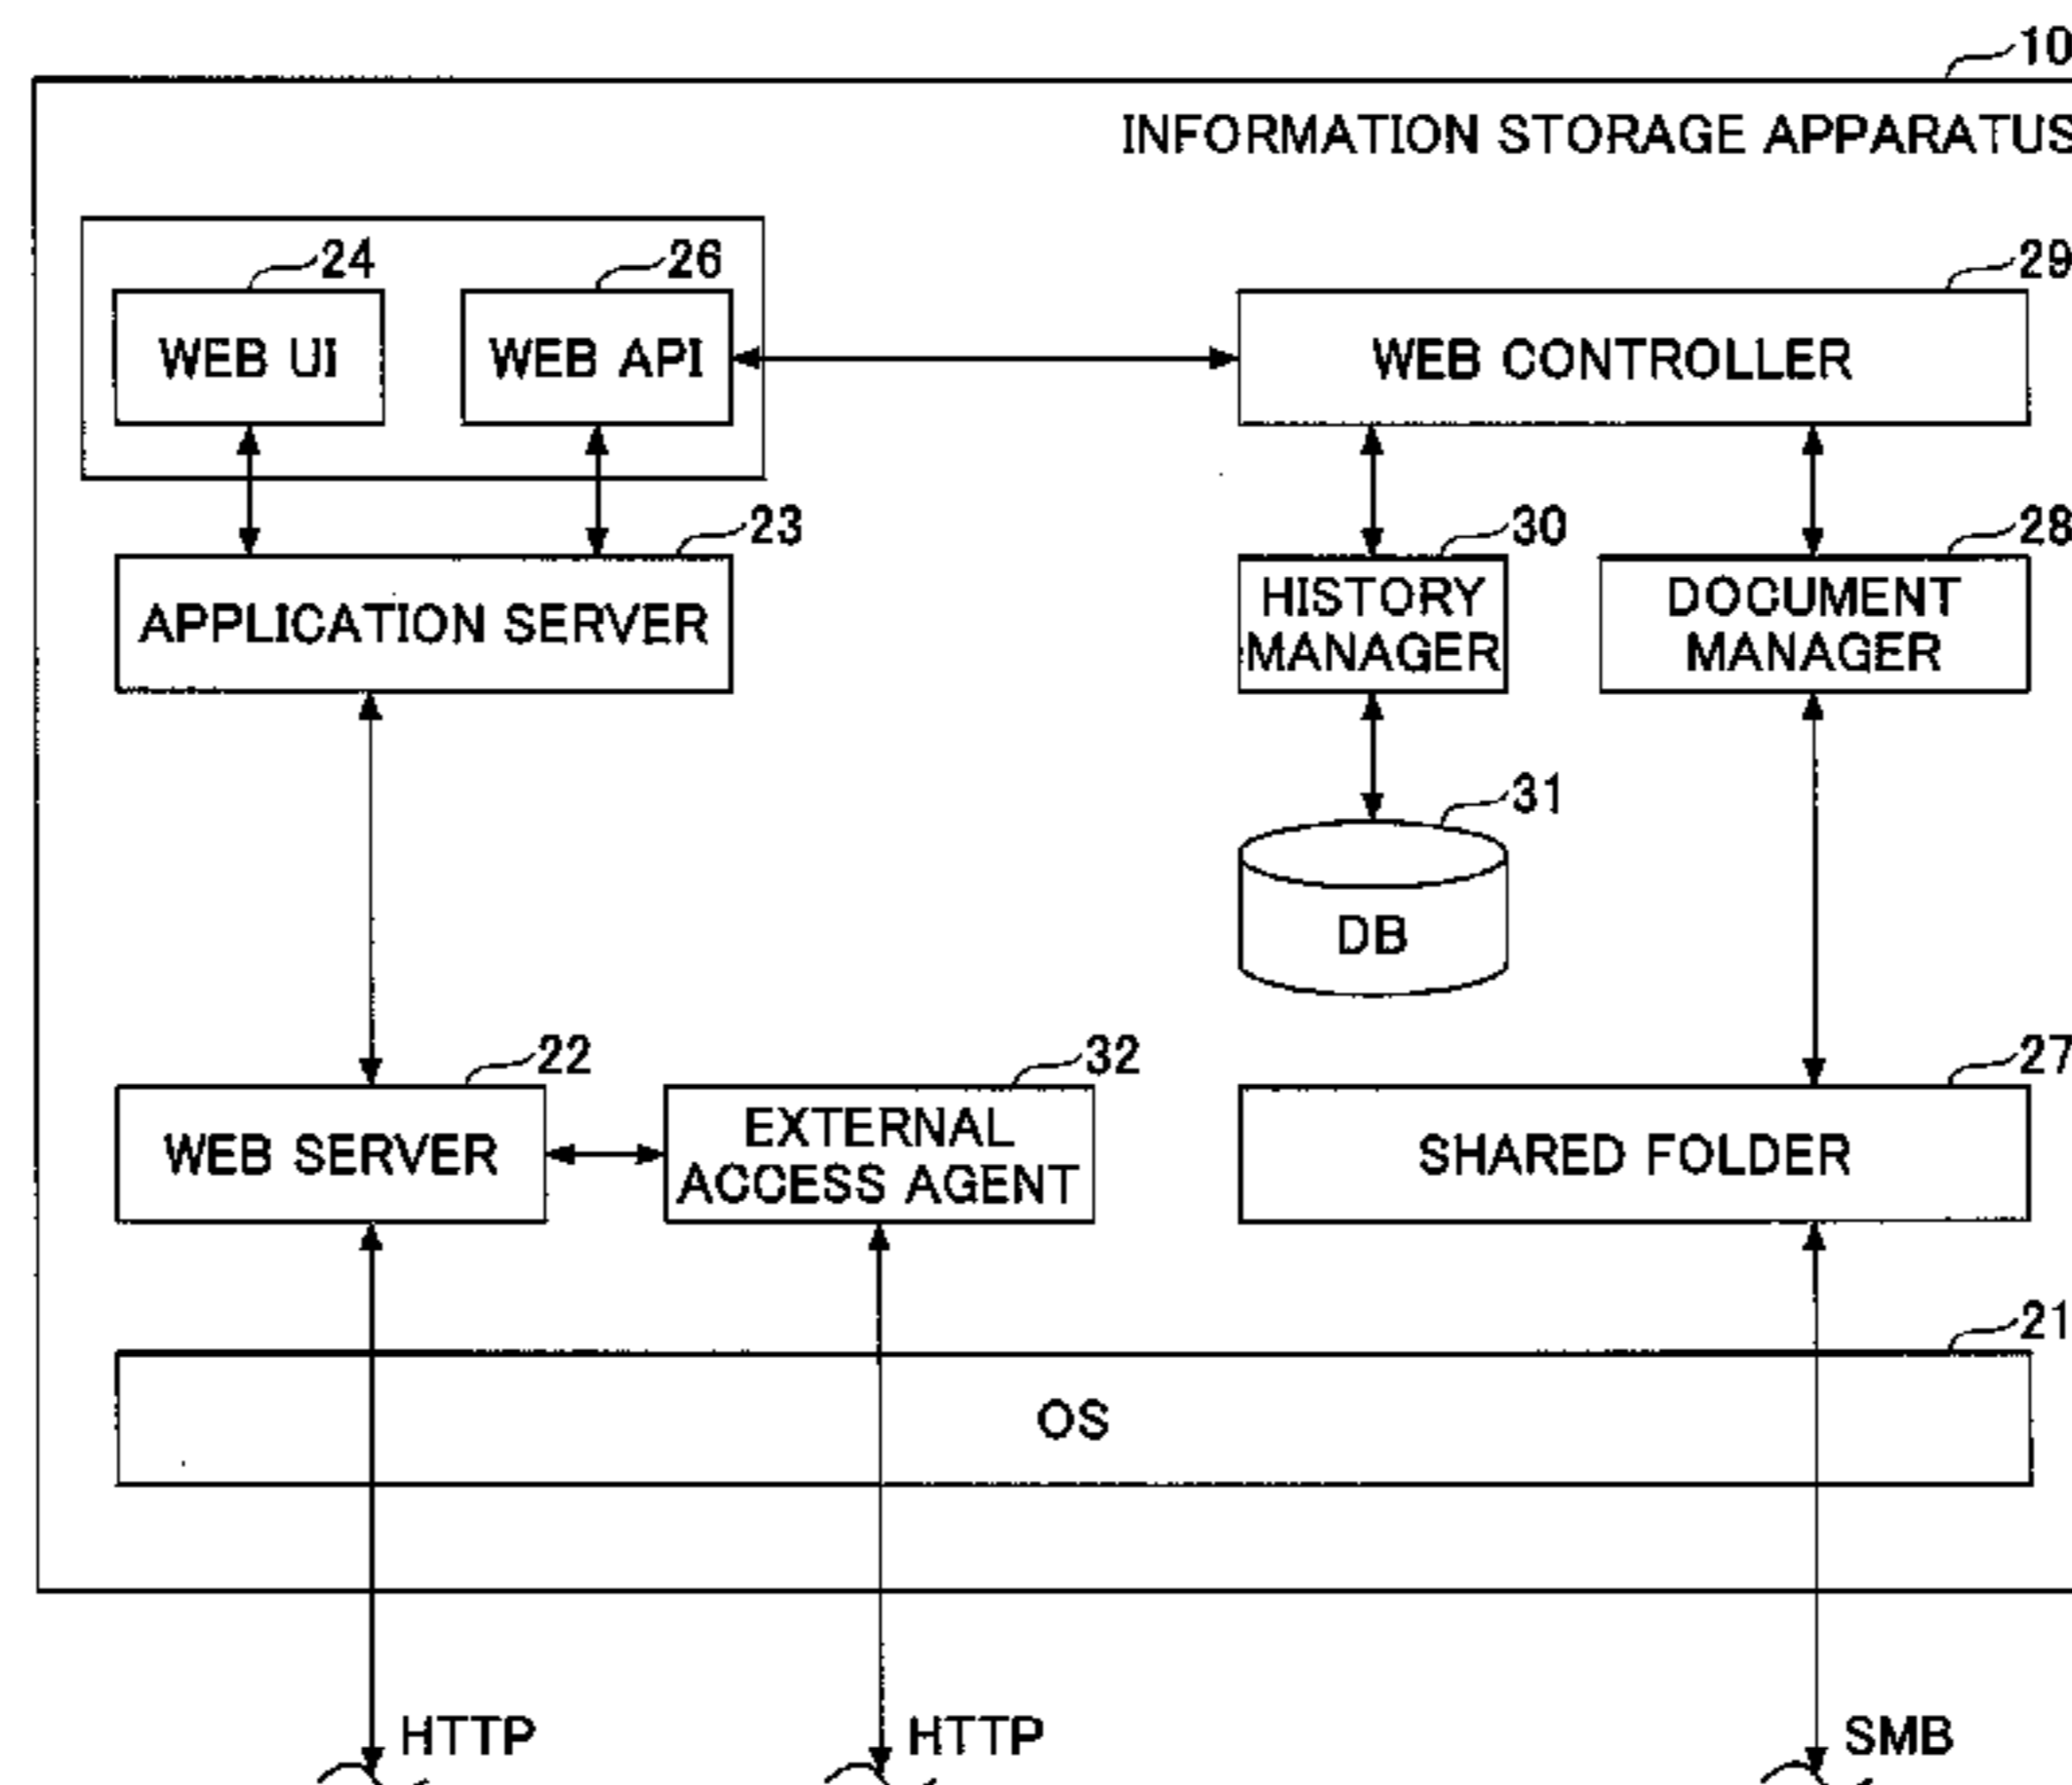 10
INFORMATION STORAGE APPARATUS
24
26
29
WEB UI
WEB API
WEB CONTROLLER
23
30
28
APPLICATION SERVER
HISTORY
MANAGER
DOCUMENT
MANAGER
31
DB
22
32
27
WEB SERVER
EXTERNAL
ACCESS AGENT
SHARED FOLDER
21
OS
HTTP
HTTP
SMB